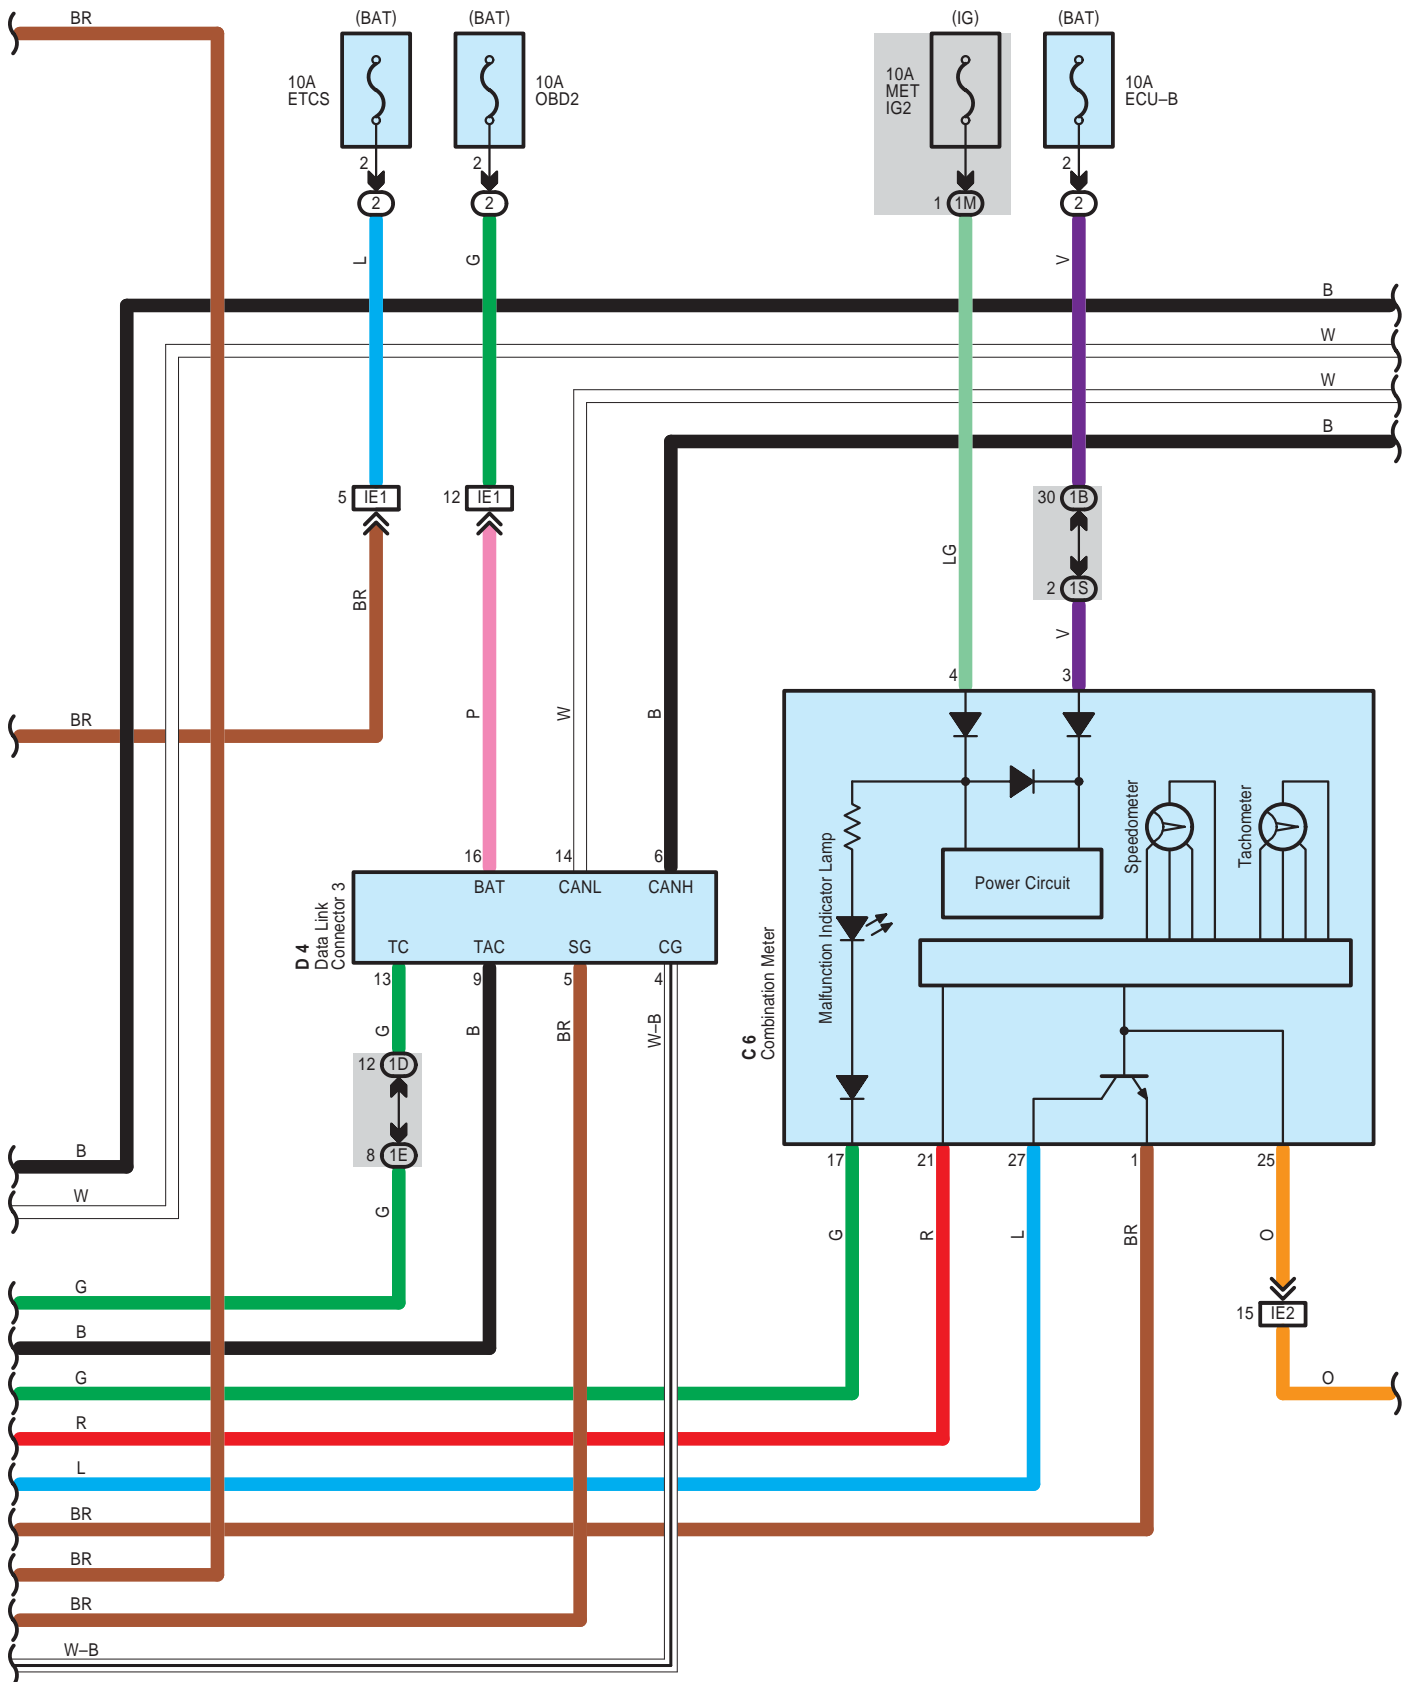 BR
(BAT)
(BAT)
(IG)
(BAT)
10A
ETCS
10A
OBD2
10A
MET
IG2
10A
ECU–B
2
2
2
2
2
1
1M
2
L
G
V
B
W
W
B
5
IE1
12
IE1
30
1B
LG
2
1S
BR
V
4
3
BR
P
W
B
Speedometer
Tachometer
Malfunction Indicator Lamp
Power Circuit
16
14
6
BAT
CANL
CANH
D 4
Data Link
Connector 3
TC
TAC
SG
CG
13
9
5
4
C 6
Combination Meter
G
B
BR
W–B
12
1D
8
1E
B
17
21
27
1
25
W
G
G
R
L
BR
O
G
15
IE2
B
G
O
R
L
BR
BR
BR
W–B